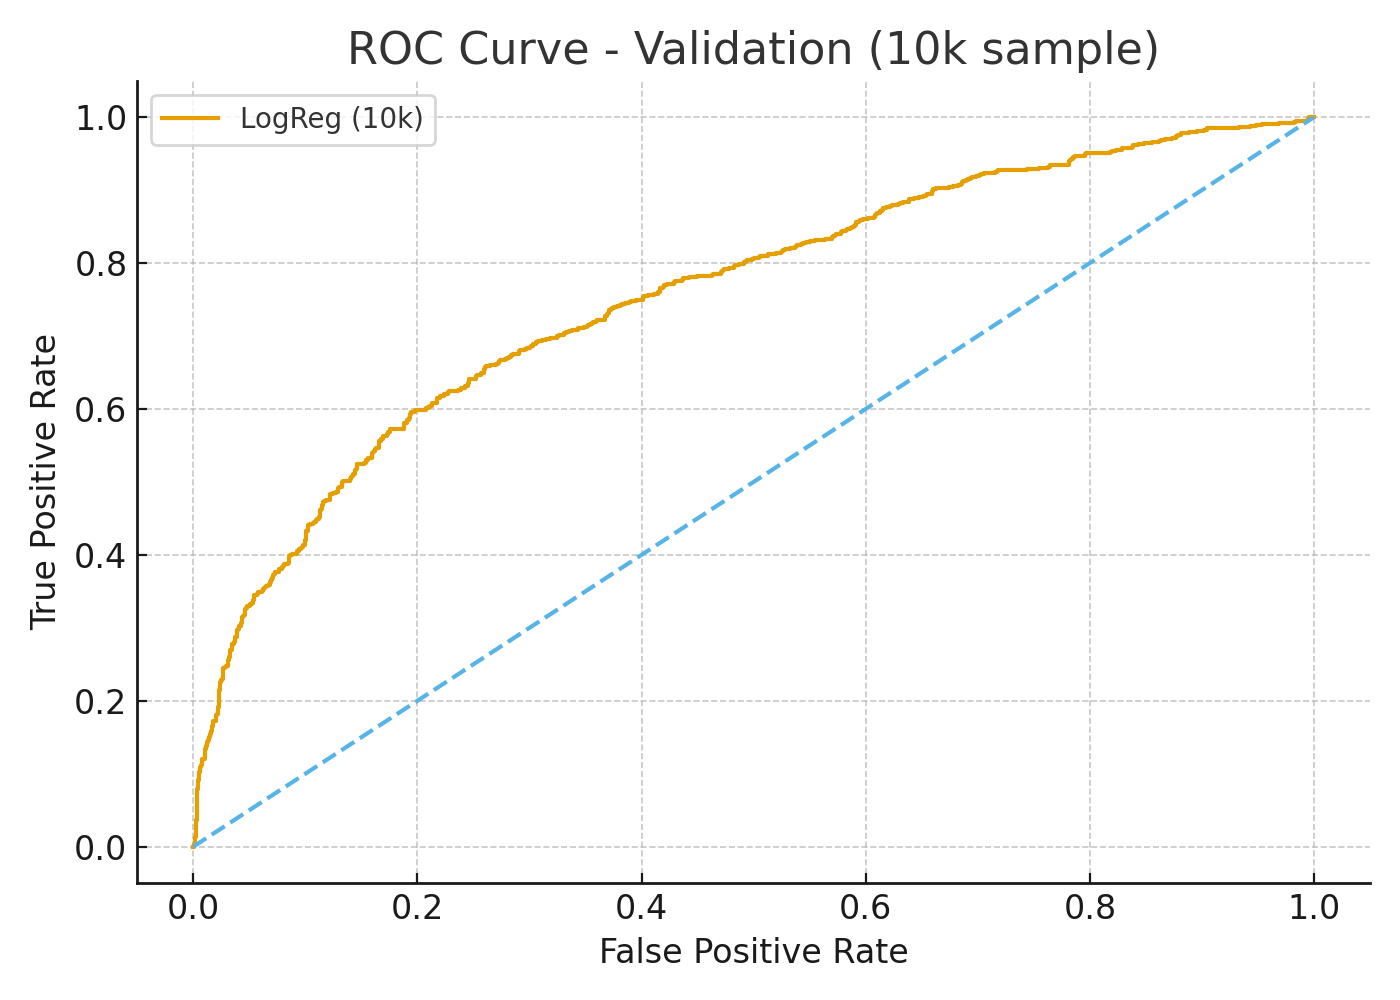 ROC Curve - Validation (10k sample)
LogReg (10k)
1.0
0.8
0.6
0.4
0.2
0.0
True Positive Rate
0.0 0.2 0.4 0.6 0.8 1.0
False Positive Rate